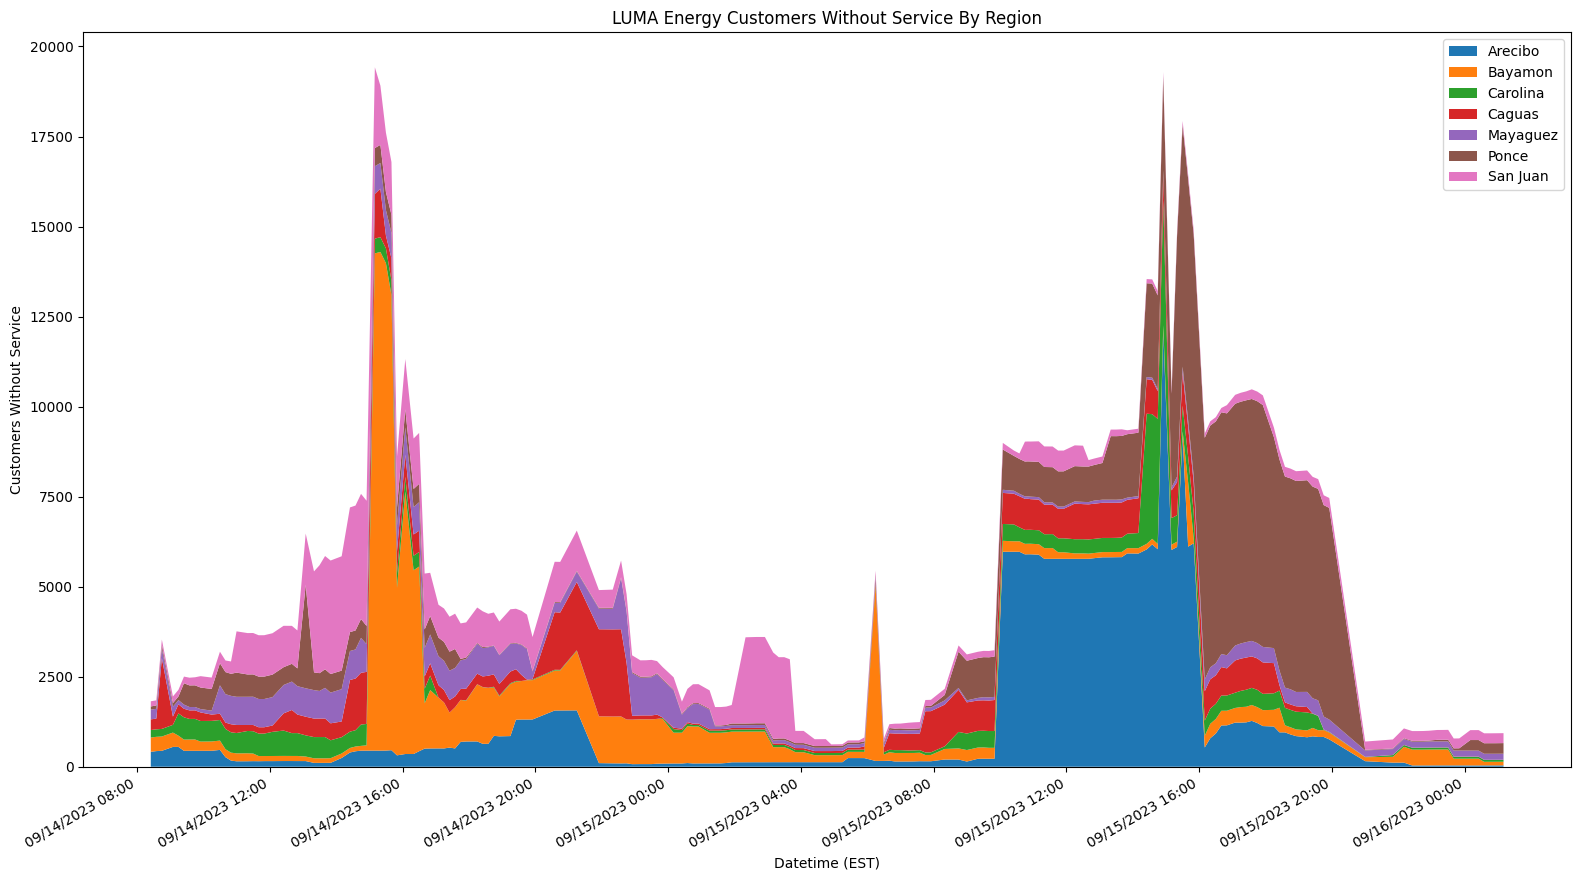 LUMA Energy Customers Without Service By Region
20000
17500
15000
12500
10000
7500
5000
2500
0
Customers Without Service
Arecibo
Bayamon
Carolina
Caguas
Mayaguez
Ponce
San Juan
09/14/2023 08:00
09/14/2023 12:00
09/14/2023 16:00
09/14/2023 20:00
09/15/2023 00:00
09/15/2023 04:00
09/15/2023 08:00
09/15/2023 12:00
09/15/2023 16:00
09/15/2023 20:00
09/16/2023 00:00
Datetime (EST)